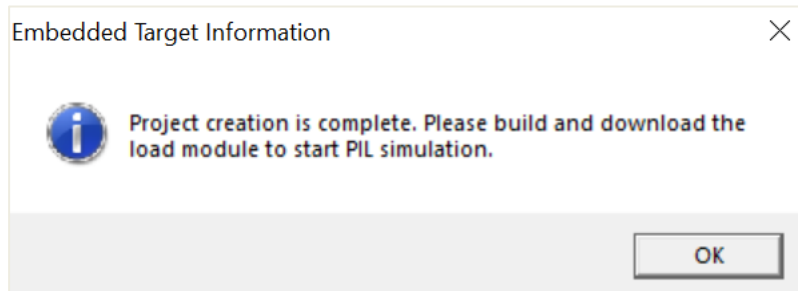 Embedded Target Information
Project creation is complete. Please build and download the
load module to start PIL simulation.
OK